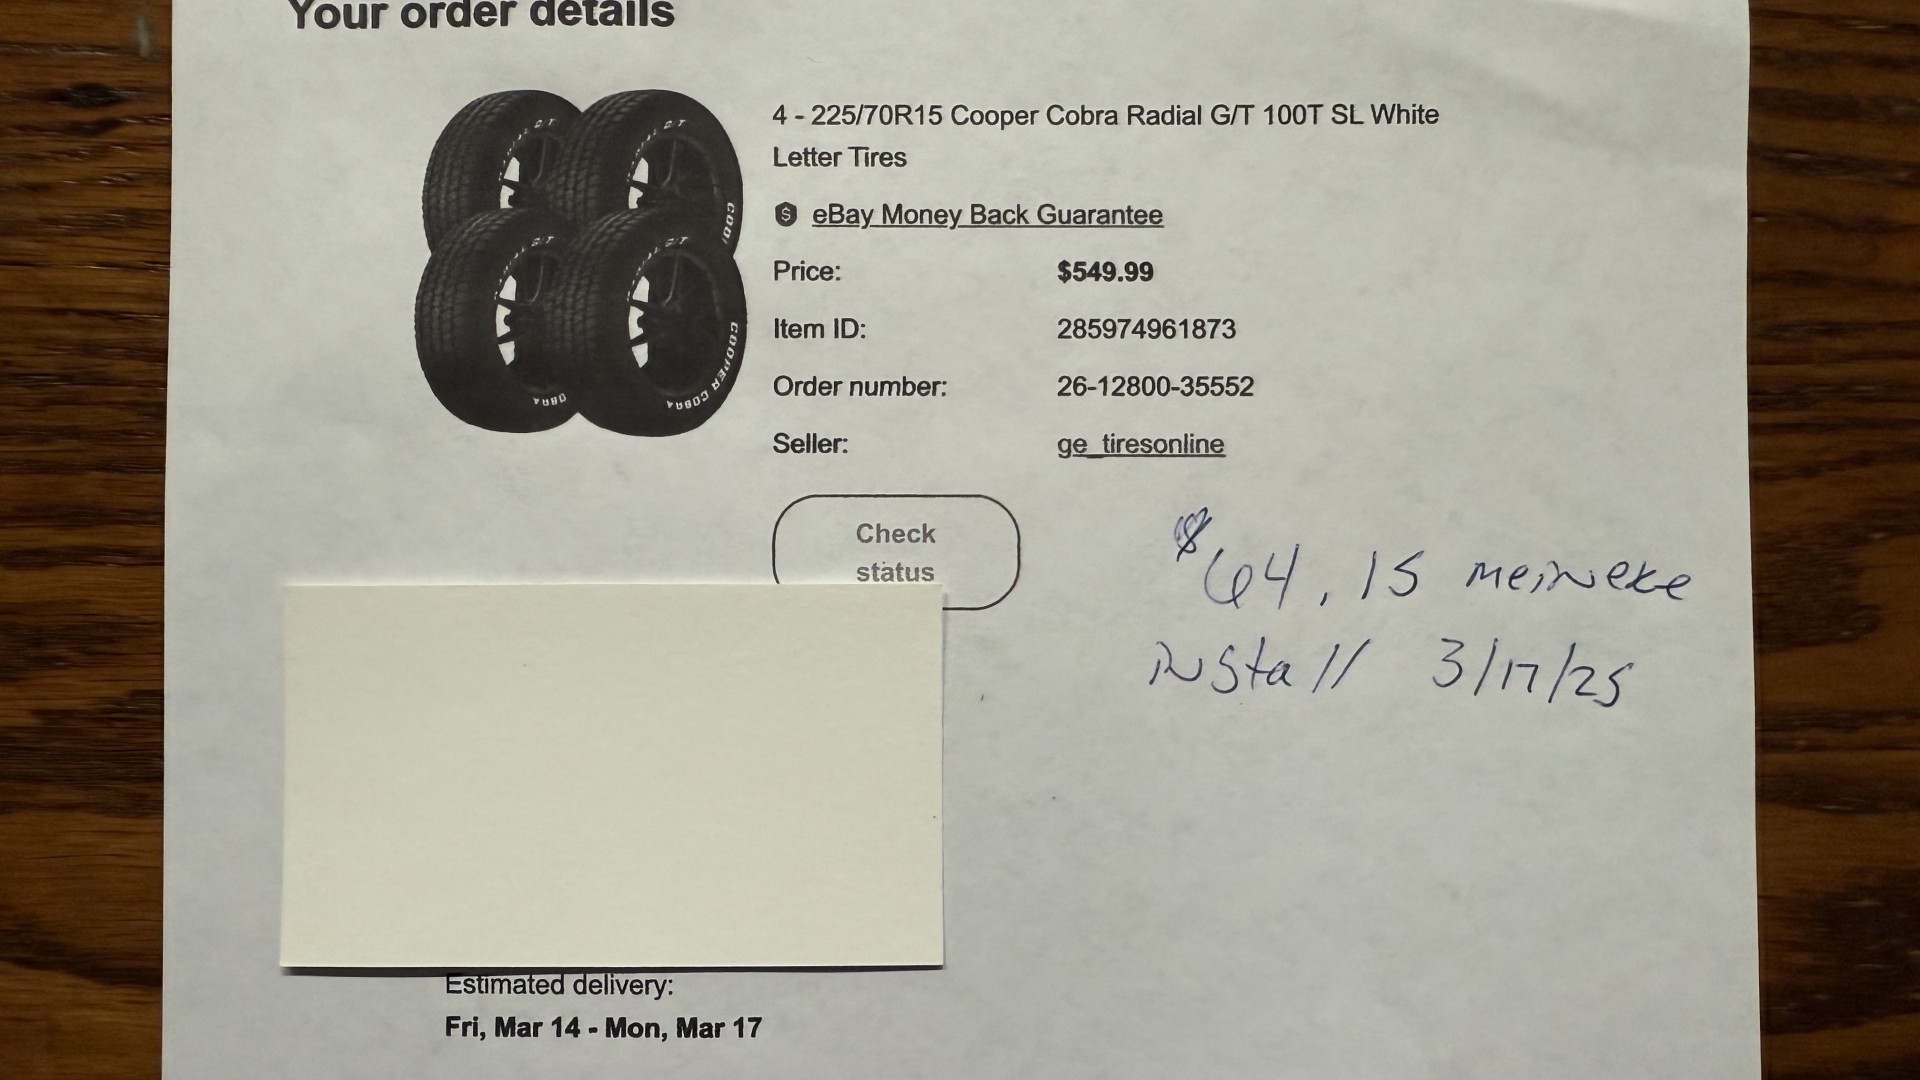 Your order details
4 - 225/70R15 Cooper Cobra Radial G/T 100T SL White
Letter Tires
eBay Money Back Guarantee
Price: $549.99
Item ID: 285974961873
Order number: 26-12800-35552
Seller: ge_tiresonline
Check
status
$64.15 Meineke
install 3/17/25
Estimated delivery:
Fri, Mar 14 - Mon, Mar 17
COOPER COBRA